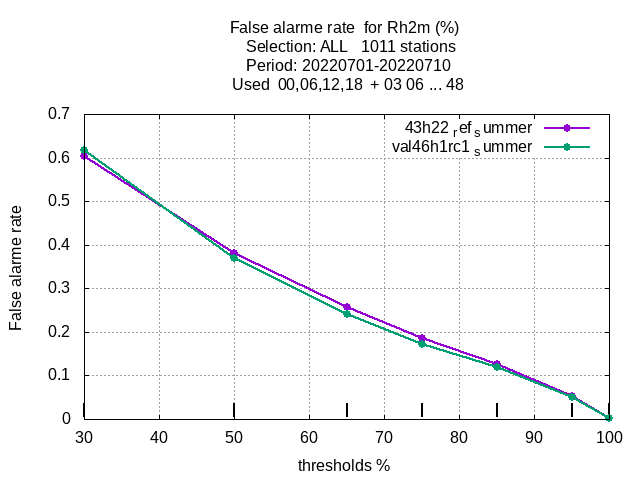 False alarme rate for Rh2m (%)
Selection: ALL 1011 stations
Period: 20220701-20220710
Used 00,06,12,18 + 03 06 ... 48
43h22 refsummer
val46h1rc1 summer
0.7
0.6
0.5
0.4
0.3
0.2
0.1
0
False alarme rate
30 40 50 60 70 80 90 100
thresholds %